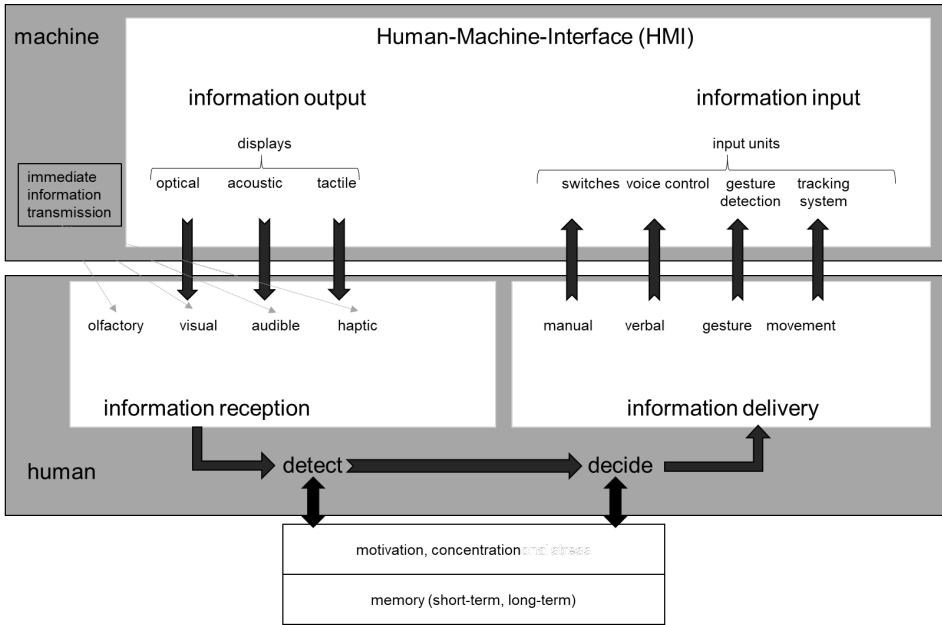 machine
Human-Machine-Interface (HMI)
information output
information input
displays
input units
immediate
information
transmission
optical
acoustic
tactile
switches
voice control
gesture
detection
tracking
system
olfactory
visual
audible
haptic
manual
verbal
gesture
movement
information reception
information delivery
human
detect
decide
motivation, concentration
memory (short-term, long-term)